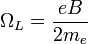 Ω_L = eB / 2m_e